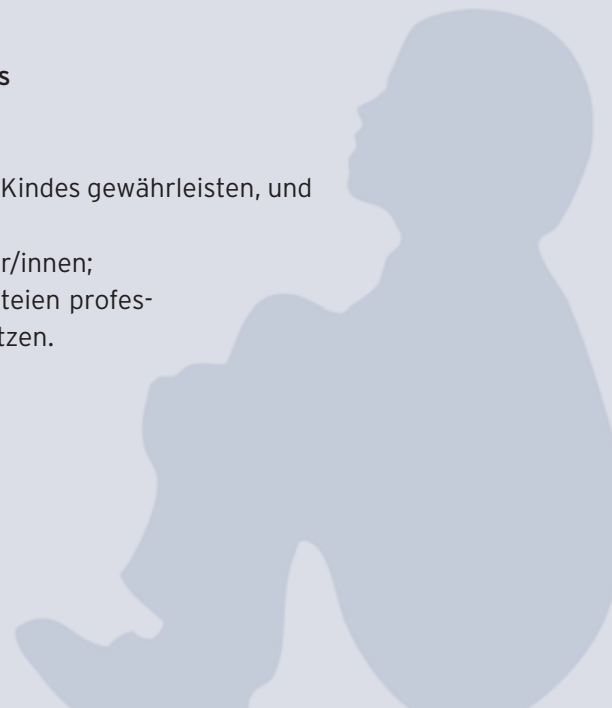 s
Kindes gewährleisten, und
r/innen;
teien profes-
tzen.